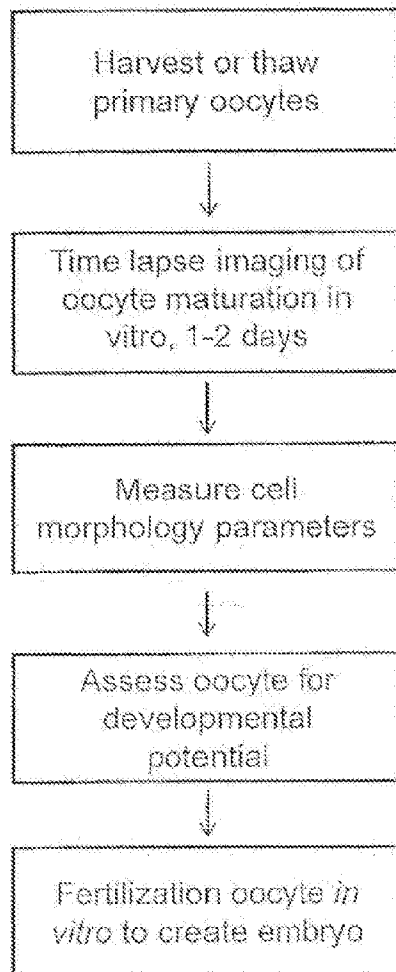 Harvest or thaw
primary oocytes
Time lapse imaging of
oocyte maturation in
vitro, 1-2 days
Measure cell
morphology parameters
Assess oocyte for
developmental
potential
Fertilization oocyte in
vitro to create embryo